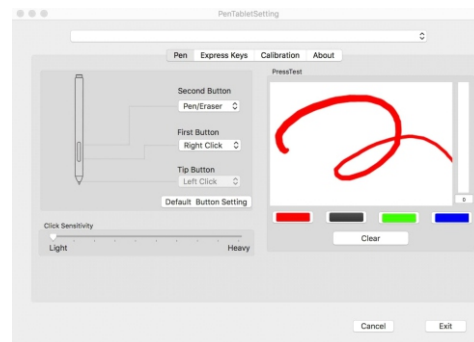 PenTabletSetting
Pen Express Keys Calibration About
Second Button
Pen/Eraser
First Button
Right Click
Tip Button
Left Click
Default Button Setting
Click Sensitivity
Light Heavy
PressTest
0
Clear
Cancel Exit